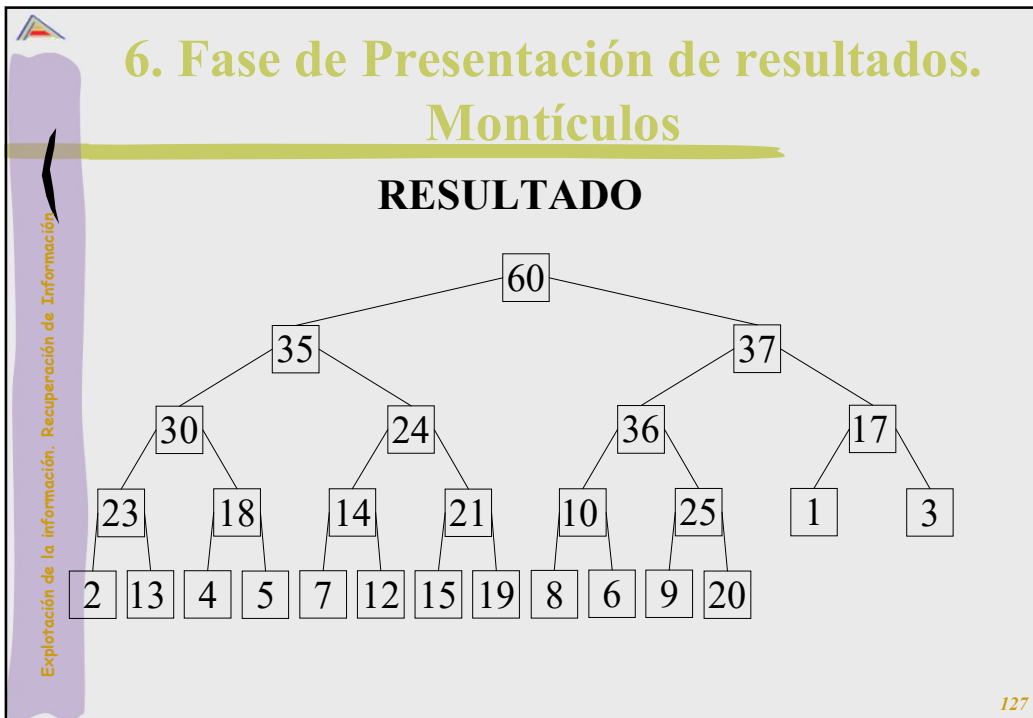 6. Fase de Presentación de resultados.
Montículos
RESULTADO
60
35 37
30 24 36 17
23 18 14 21 10 25 1 3
2 13 4 5 7 12 15 19 8 6 9 20
Explotación de la información. Recuperación de Información
127